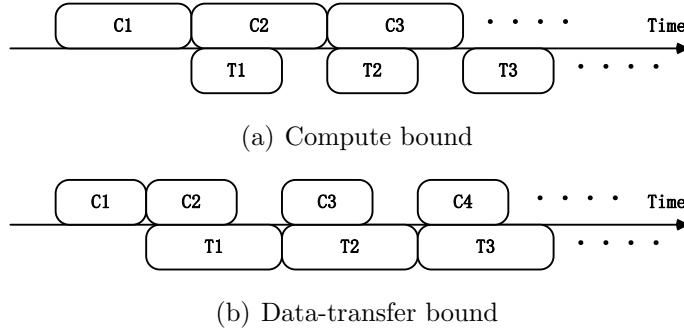 C1 C2 C3 . . . . Time
T1 T2 T3 . . . .
(a) Compute bound
C1 C2 C3 C4 . . . . Time
T1 T2 T3 . . . .
(b) Data-transfer bound